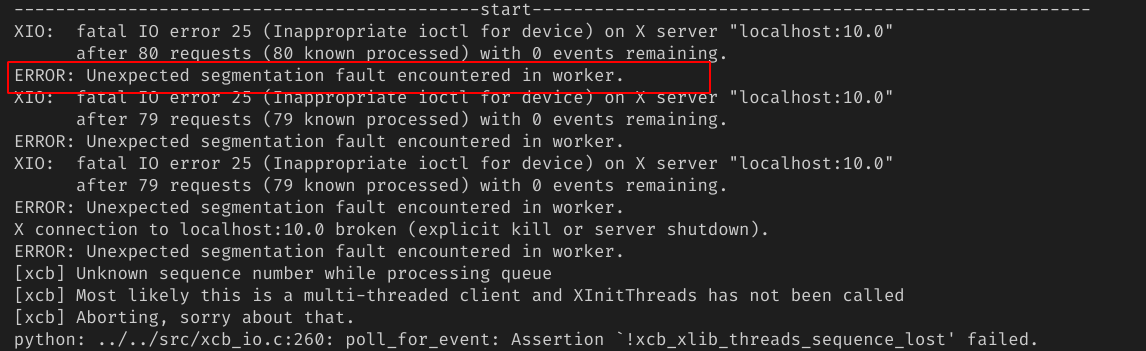 ----------------------------------------------------start----------------------------------------------------
XIO:  fatal IO error 25 (Inappropriate ioctl for device) on X server "localhost:10.0"
      after 80 requests (80 known processed) with 0 events remaining.
ERROR: Unexpected segmentation fault encountered in worker.
XIO:  fatal IO error 25 (Inappropriate ioctl for device) on X server "localhost:10.0"
      after 79 requests (79 known processed) with 0 events remaining.
ERROR: Unexpected segmentation fault encountered in worker.
XIO:  fatal IO error 25 (Inappropriate ioctl for device) on X server "localhost:10.0"
      after 79 requests (79 known processed) with 0 events remaining.
ERROR: Unexpected segmentation fault encountered in worker.
X connection to localhost:10.0 broken (explicit kill or server shutdown).
ERROR: Unexpected segmentation fault encountered in worker.
[xcb] Unknown sequence number while processing queue
[xcb] Most likely this is a multi-threaded client and XInitThreads has not been called
[xcb] Aborting, sorry about that.
python: ../../src/xcb_io.c:260: poll_for_event: Assertion `!xcb_xlib_threads_sequence_lost' failed.